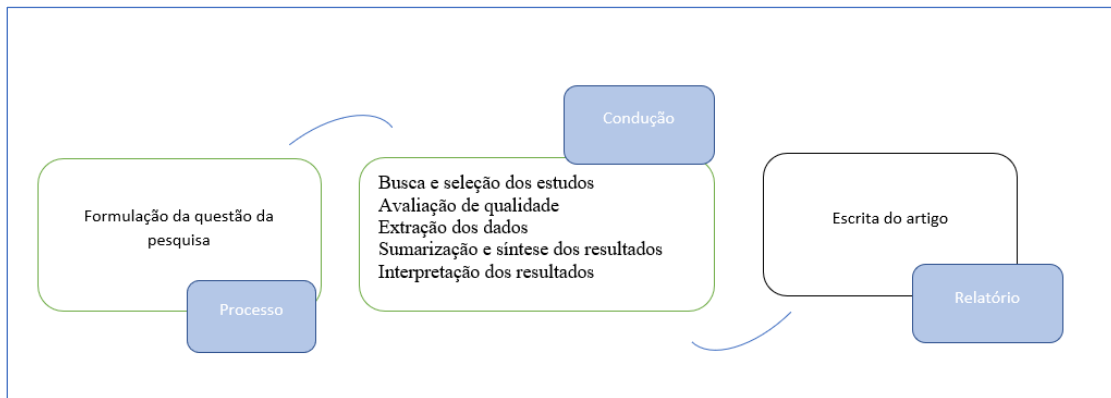 Formulação da questão da
pesquisa
Processo
Condução
Busca e seleção dos estudos
Avaliação de qualidade
Extração dos dados
Sumarização e síntese dos resultados
Interpretação dos resultados
Escrita do artigo
Relatório